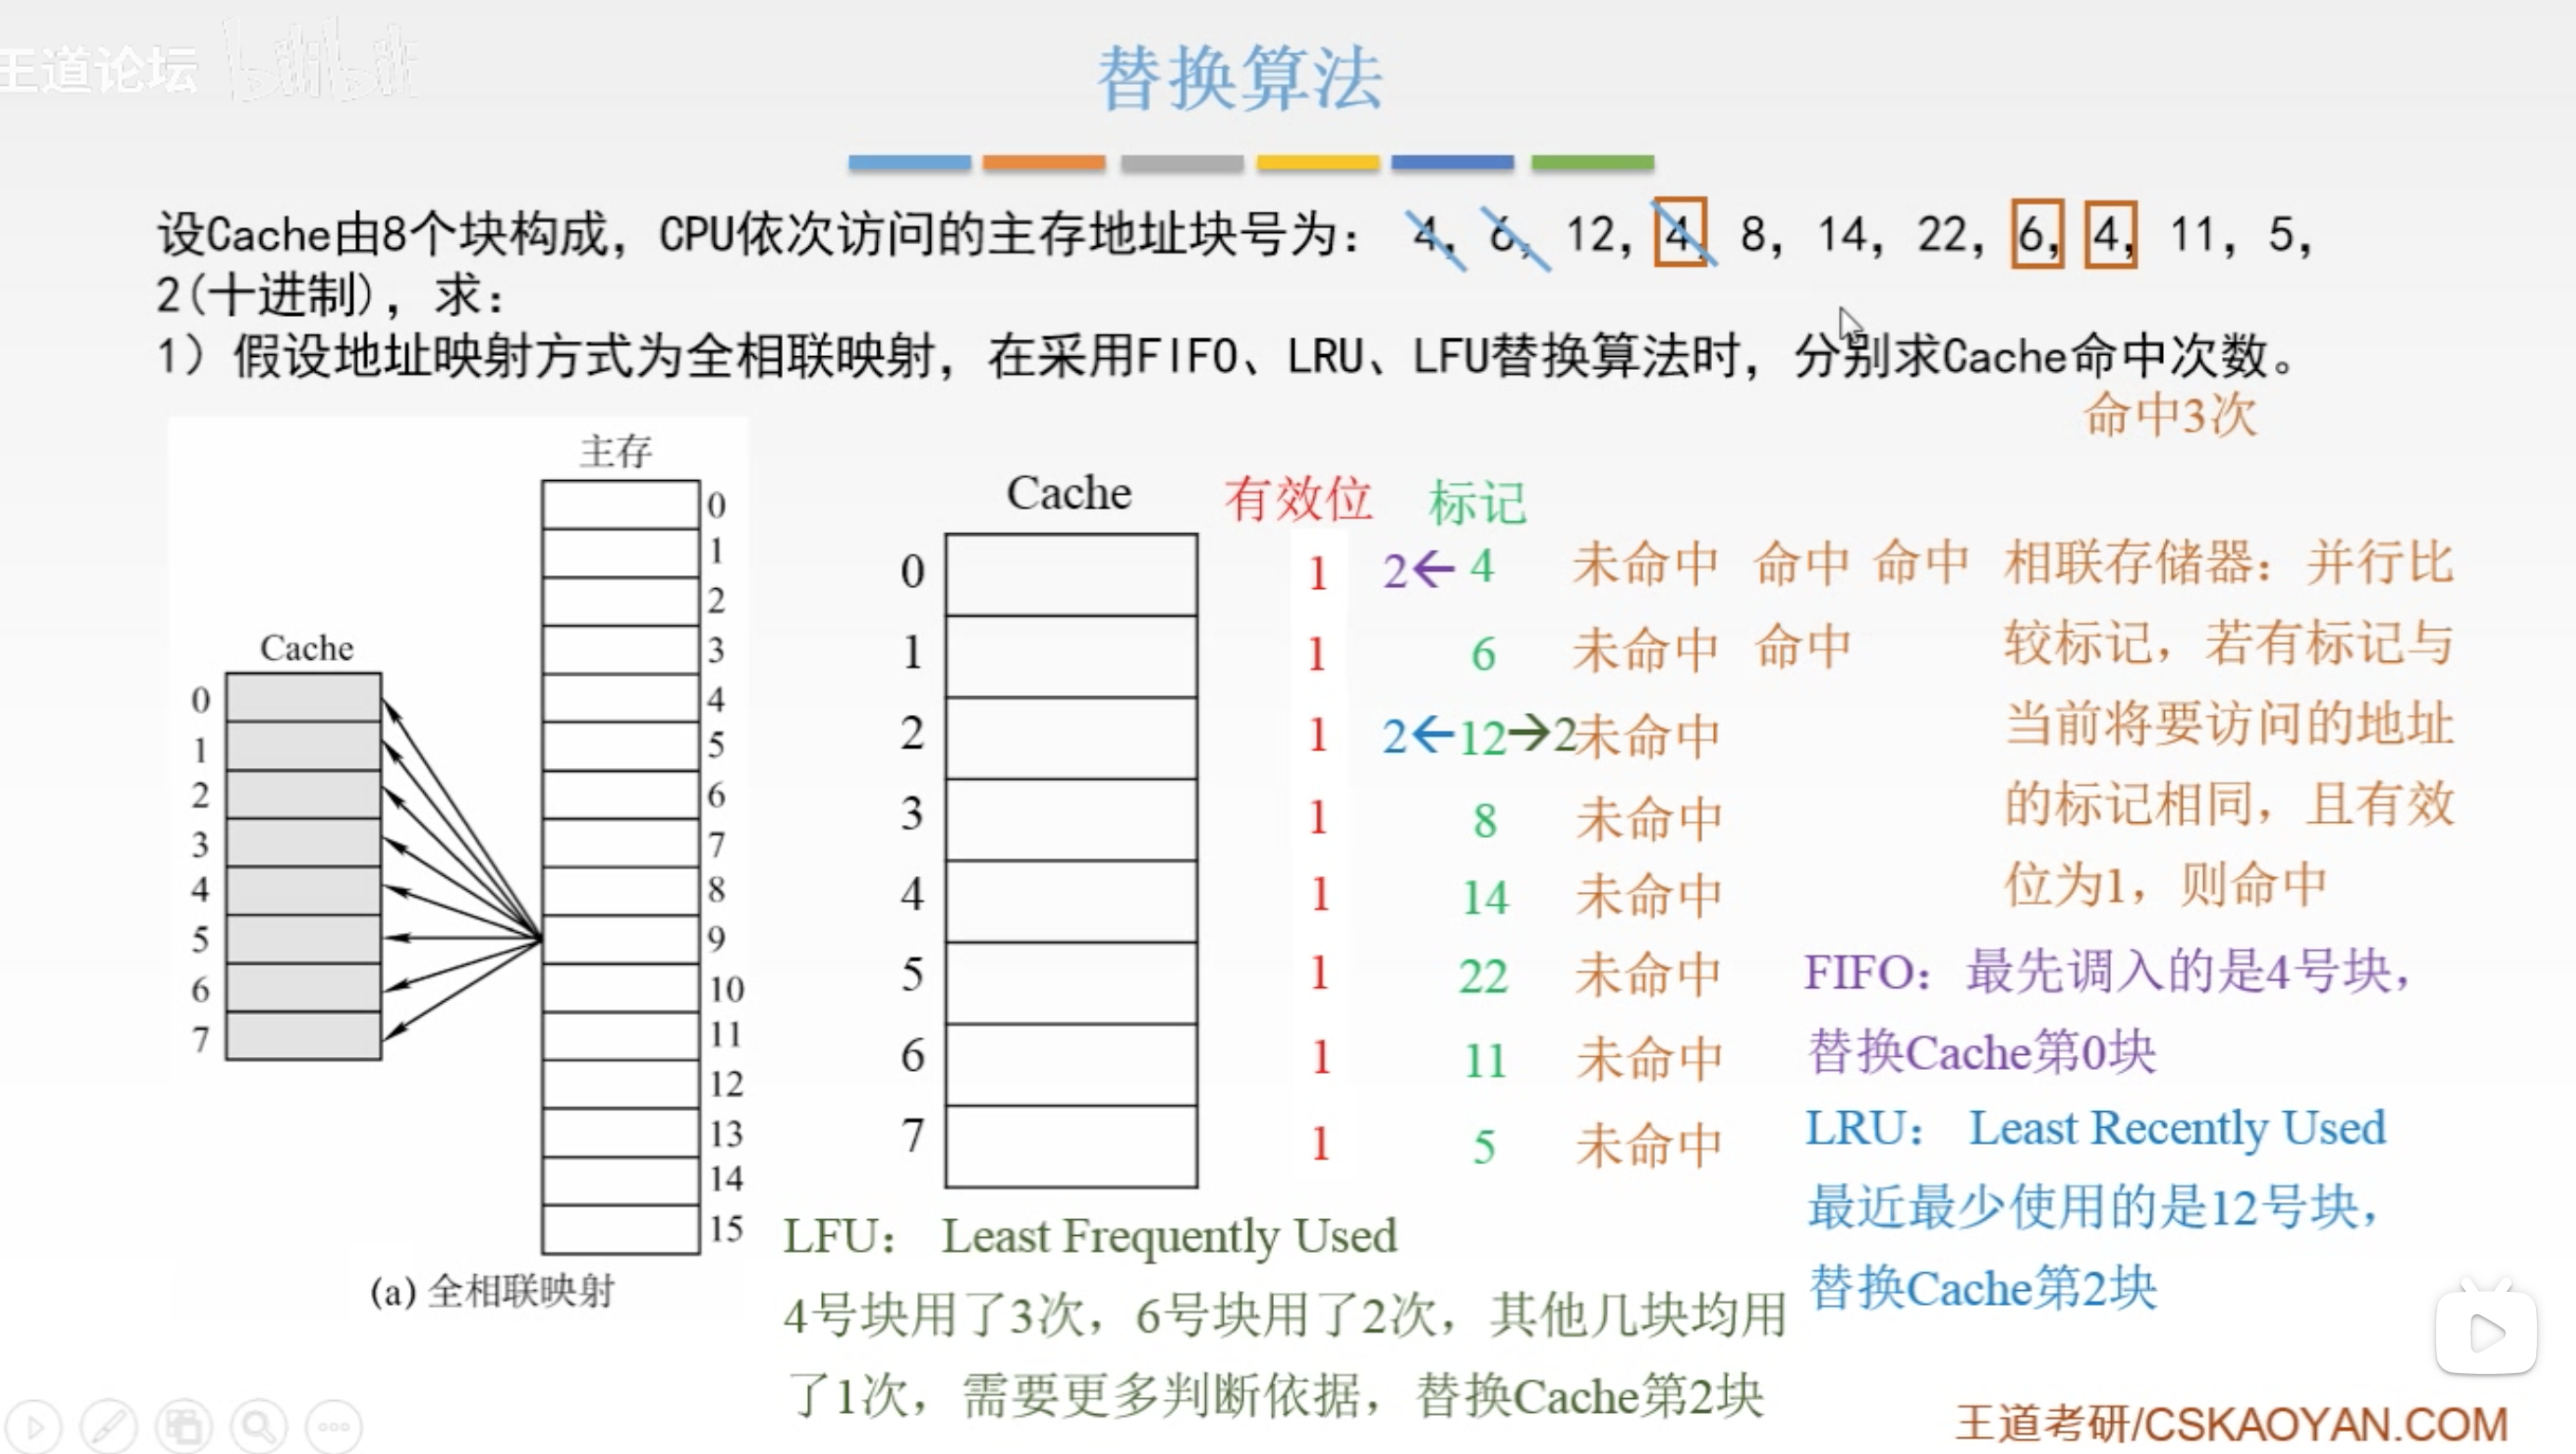 王道论坛 bilibili
替换算法
设Cache由8个块构成，CPU依次访问的主存地址块号为： 4，6，12，4，8，14，22，6，4，11，5，
2(十进制)，求：
1）假设地址映射方式为全相联映射，在采用FIFO、LRU、LFU替换算法时，分别求Cache命中次数。
命中3次
主存
0
1
2
3
4
5
6
7
8
9
10
11
12
13
14
15
Cache
0
1
2
3
4
5
6
7
(a) 全相联映射
Cache 有效位 标记
0 1 2← 4 未命中 命中 命中
1 1 6 未命中 命中
2 1 2←12→2未命中
3 1 8 未命中
4 1 14 未命中
5 1 22 未命中
6 1 11 未命中
7 1 5 未命中
相联存储器：并行比
较标记，若有标记与
当前将要访问的地址
的标记相同，且有效
位为1，则命中
FIFO：最先调入的是4号块，
替换Cache第0块
LRU： Least Recently Used
最近最少使用的是12号块，
替换Cache第2块
LFU： Least Frequently Used
4号块用了3次，6号块用了2次，其他几块均用
了1次，需要更多判断依据，替换Cache第2块
王道考研/CSKAOYAN.COM